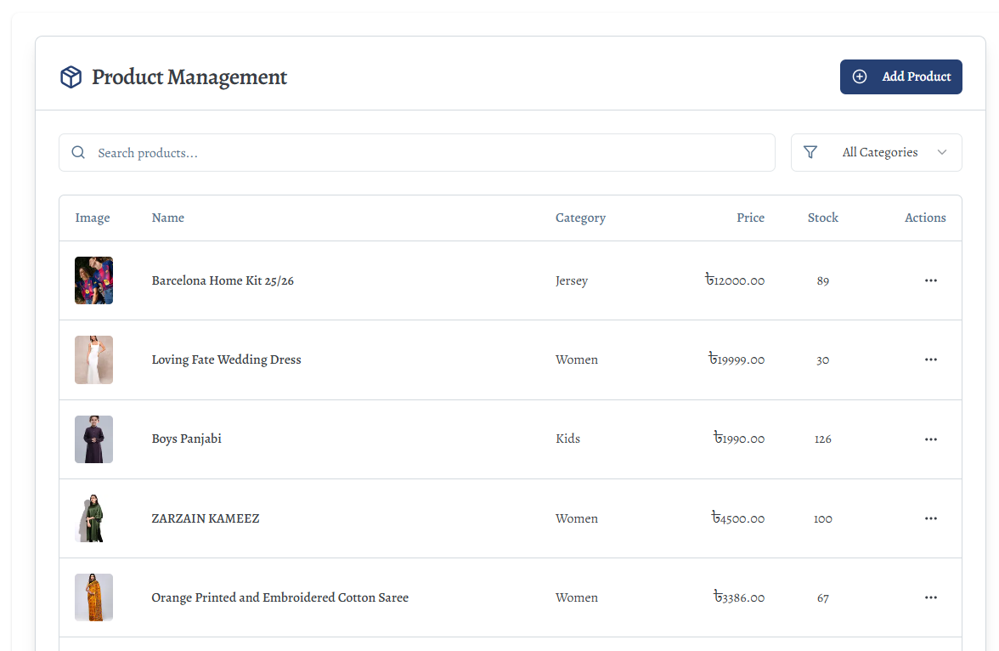 Product Management
Add Product
Search products...
All Categories
Image Name Category Price Stock Actions
Barcelona Home Kit 25/26 Jersey ৳12000.00 89
Loving Fate Wedding Dress Women ৳19999.00 30
Boys Panjabi Kids ৳1990.00 126
ZARZAIN KAMEEZ Women ৳4500.00 100
Orange Printed and Embroidered Cotton Saree Women ৳3386.00 67